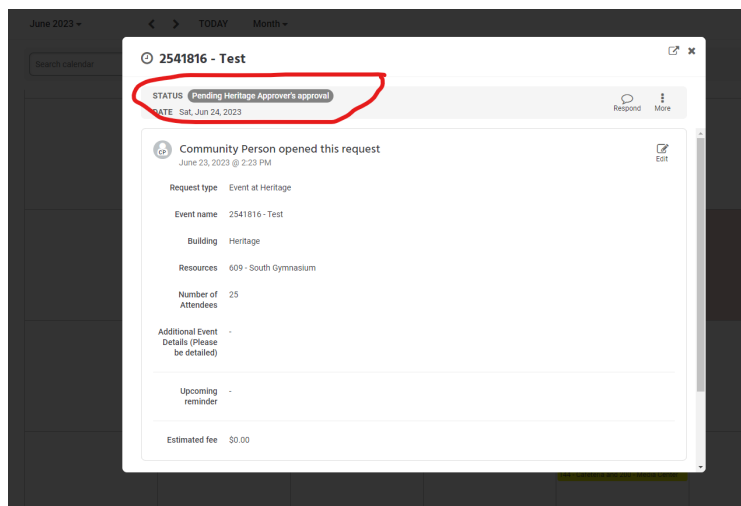 June 2023
TODAY
Month
Search calendar
2541816 - Test
STATUS Pending Heritage Approver's approval
DATE Sat, Jun 24, 2023
Respond
More
CP
Community Person opened this request
June 23, 2023 @ 2:23 PM
Edit
Request type Event at Heritage
Event name 2541816 - Test
Building Heritage
Resources 609 - South Gymnasium
Number of
Attendees
25
Additional Event
Details (Please
be detailed)
-
Upcoming
reminder
-
Estimated fee $0.00